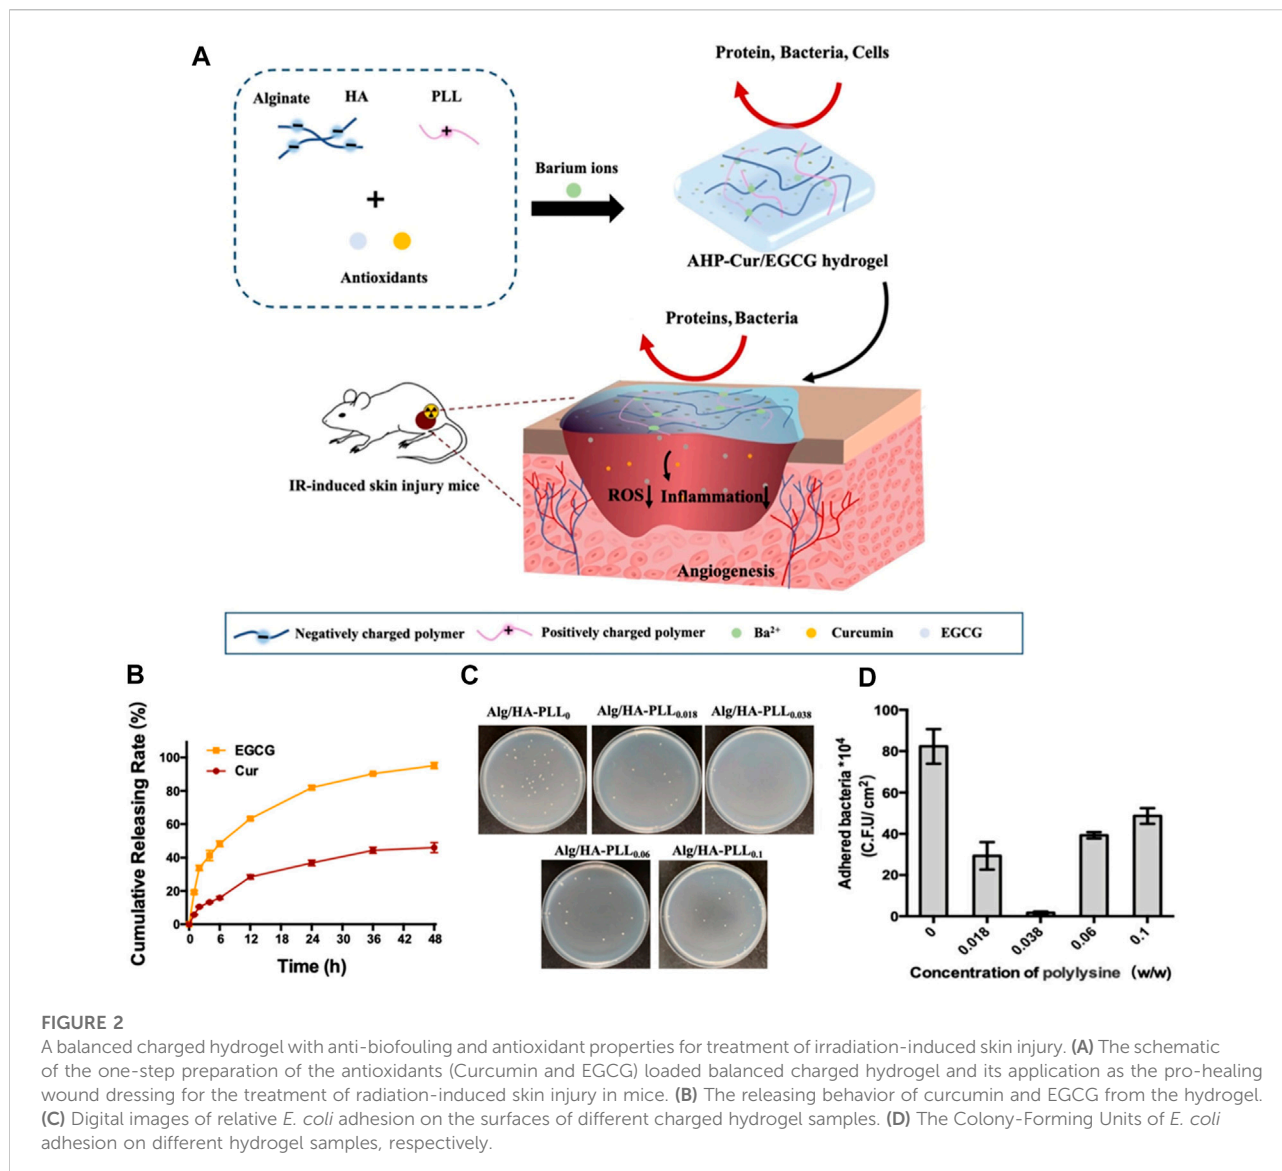 A
Alginate HA PLL
+
Antioxidants
Barium ions
Protein, Bacteria, Cells
AHP-Cur/EGCG hydrogel
Proteins, Bacteria
IR-induced skin injury mice
ROS↓ Inflammation↓
Angiogenesis
Negatively charged polymer Positively charged polymer Ba²⁺ Curcumin EGCG
B
Cumulative Releasing Rate (%)
100
80
60
40
20
0
EGCG
Cur
0 6 12 18 24 30 36 42 48
Time (h)
C
Alg/HA-PLL₀ Alg/HA-PLL₀.₀₁₈ Alg/HA-PLL₀.₀₃₈
Alg/HA-PLL₀.₀₆ Alg/HA-PLL₀.₁
D
Adhered bacteria *10⁴
(C.F.U/ cm²)
100
80
60
40
20
0
0 0.018 0.038 0.06 0.1
Concentration of polylysine (w/w)
FIGURE 2
A balanced charged hydrogel with anti-biofouling and antioxidant properties for treatment of irradiation-induced skin injury. (A) The schematic
of the one-step preparation of the antioxidants (Curcumin and EGCG) loaded balanced charged hydrogel and its application as the pro-healing
wound dressing for the treatment of radiation-induced skin injury in mice. (B) The releasing behavior of curcumin and EGCG from the hydrogel.
(C) Digital images of relative E. coli adhesion on the surfaces of different charged hydrogel samples. (D) The Colony-Forming Units of E. coli
adhesion on different hydrogel samples, respectively.